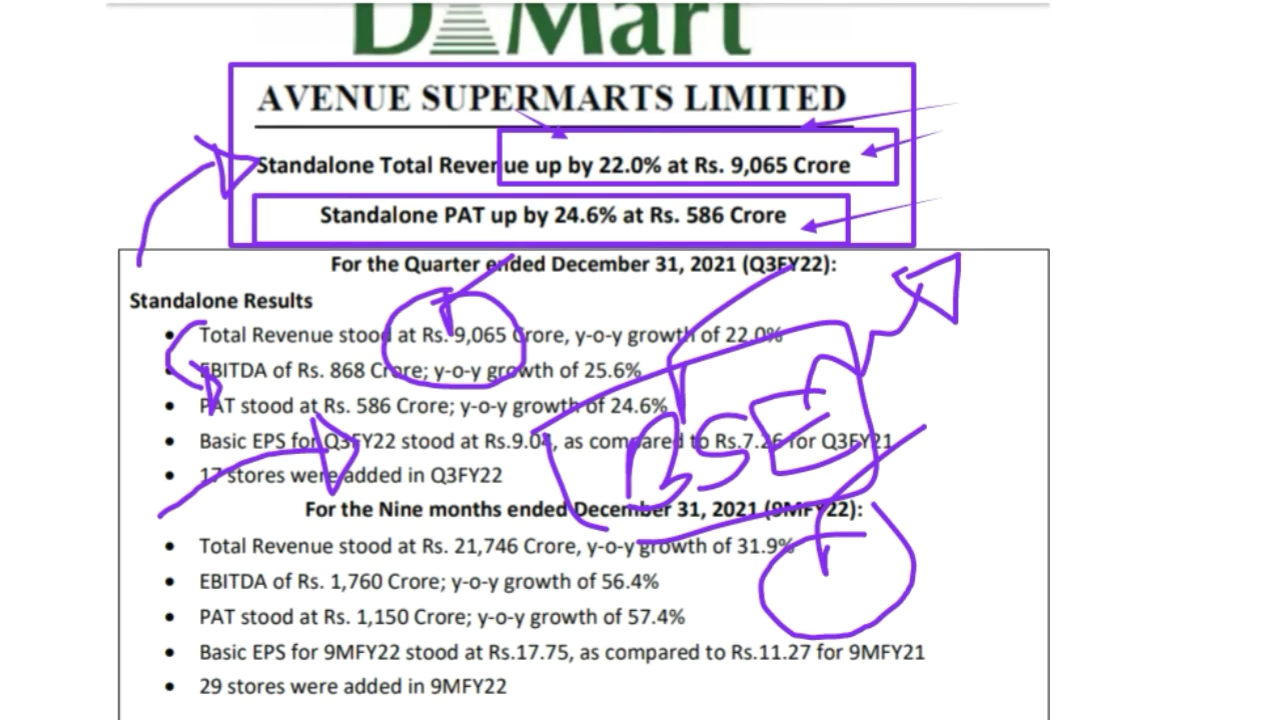 D Mart
AVENUE SUPERMARTS LIMITED
Standalone Total Revenue up by 22.0% at Rs. 9,065 Crore
Standalone PAT up by 24.6% at Rs. 586 Crore
For the Quarter ended December 31, 2021 (Q3FY22):
Standalone Results
• Total Revenue stood at Rs. 9,065 Crore, y-o-y growth of 22.0%
• EBITDA of Rs. 868 Crore; y-o-y growth of 25.6%
• PAT stood at Rs. 586 Crore; y-o-y growth of 24.6%
• Basic EPS for Q3FY22 stood at Rs.9.04, as compared to Rs.7.26 for Q3FY21
BSE
• 17 stores were added in Q3FY22
For the Nine months ended December 31, 2021 (9MFY22):
• Total Revenue stood at Rs. 21,746 Crore, y-o-y growth of 31.9%
• EBITDA of Rs. 1,760 Crore; y-o-y growth of 56.4%
• PAT stood at Rs. 1,150 Crore; y-o-y growth of 57.4%
• Basic EPS for 9MFY22 stood at Rs.17.75, as compared to Rs.11.27 for 9MFY21
• 29 stores were added in 9MFY22